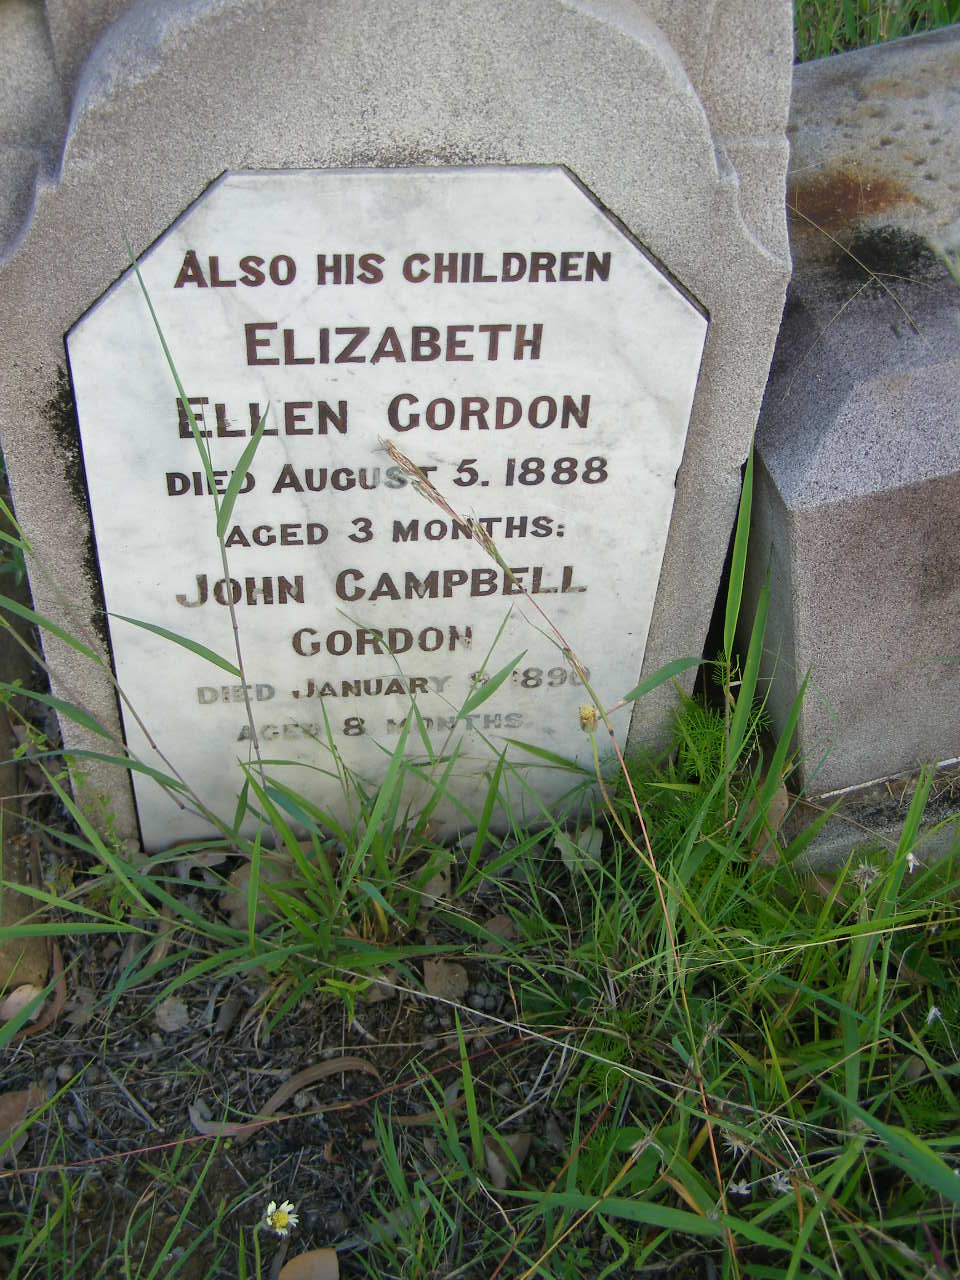 ALSO HIS CHILDREN
ELIZABETH
ELLEN GORDON
DIED AUGUST 5. 1888
AGED 3 MONTHS:
JOHN CAMPBELL
GORDON
DIED JANUARY 1890
AGED 8 MONTHS.